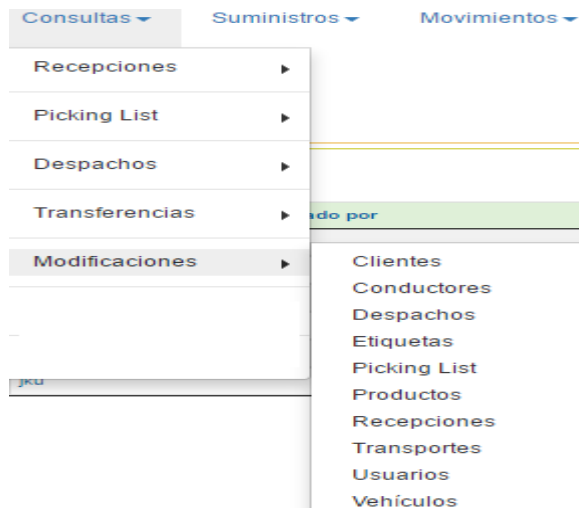 Consultas Suministros Movimientos
Recepciones
Picking List
Despachos
Transferencias
ado por
Modificaciones
Clientes
Conductores
Despachos
Etiquetas
Picking List
Productos
Recepciones
Transportes
Usuarios
Vehículos
jku